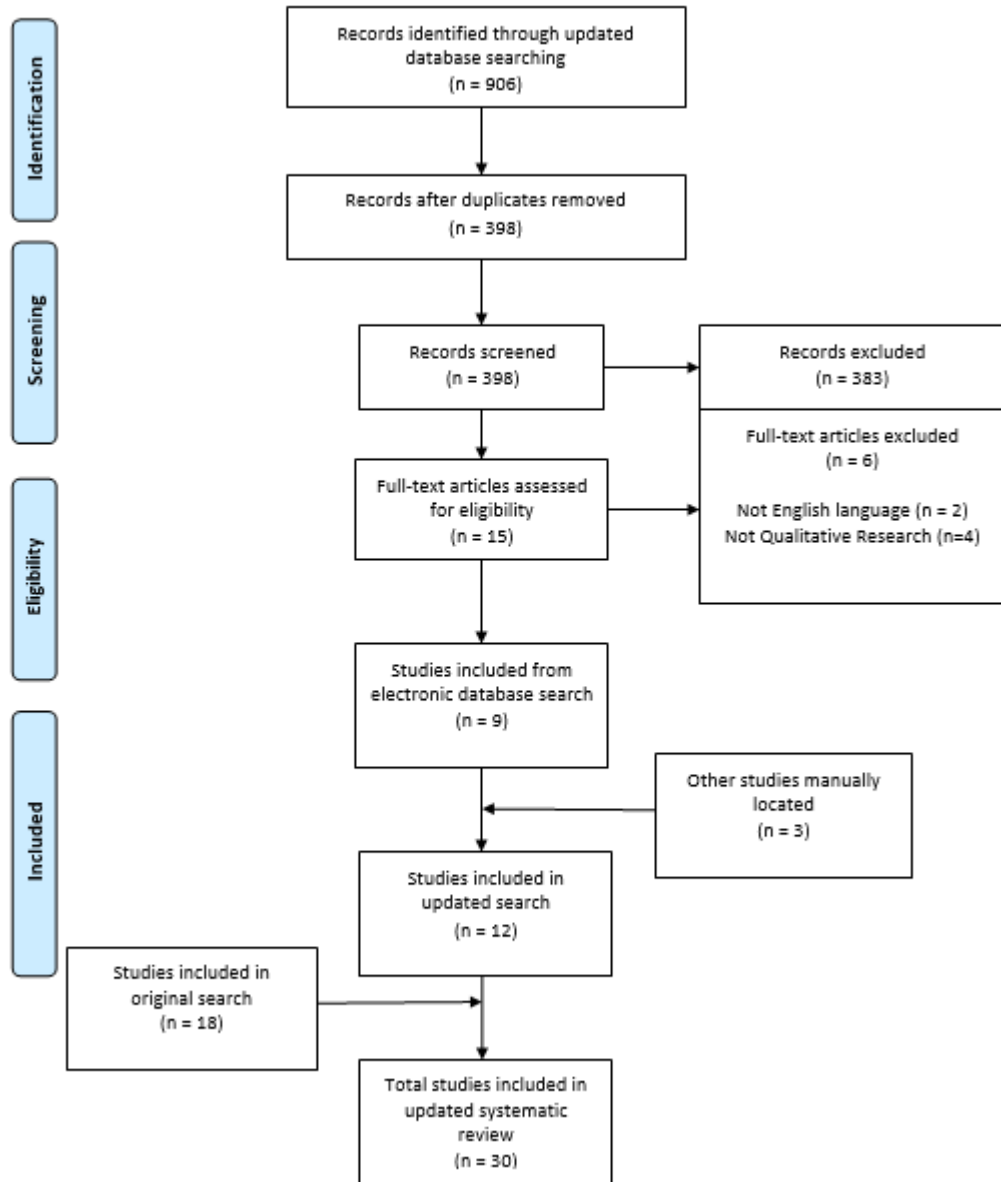 Identification
Records identified through updated
database searching
(n = 906)
Records after duplicates removed
(n = 398)
Screening
Records screened
(n = 398)
Records excluded
(n = 383)
Eligibility
Full-text articles assessed
for eligibility
(n = 15)
Full-text articles excluded
(n = 6)
Not English language (n = 2)
Not Qualitative Research (n=4)
Studies included from
electronic database search
(n = 9)
Included
Other studies manually
located
(n = 3)
Studies included in
updated search
(n = 12)
Studies included in
original search
(n = 18)
Total studies included in
updated systematic
review
(n = 30)